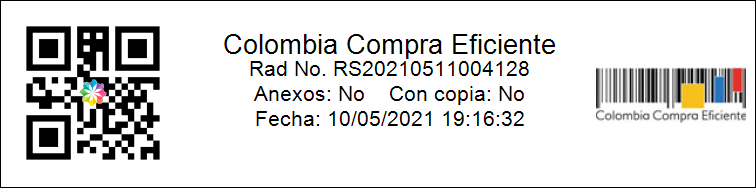 Colombia Compra Eficiente
Rad No. RS20210511004128
Anexos: No Con copia: No
Fecha: 10/05/2021 19:16:32
Colombia Compra Eficiente